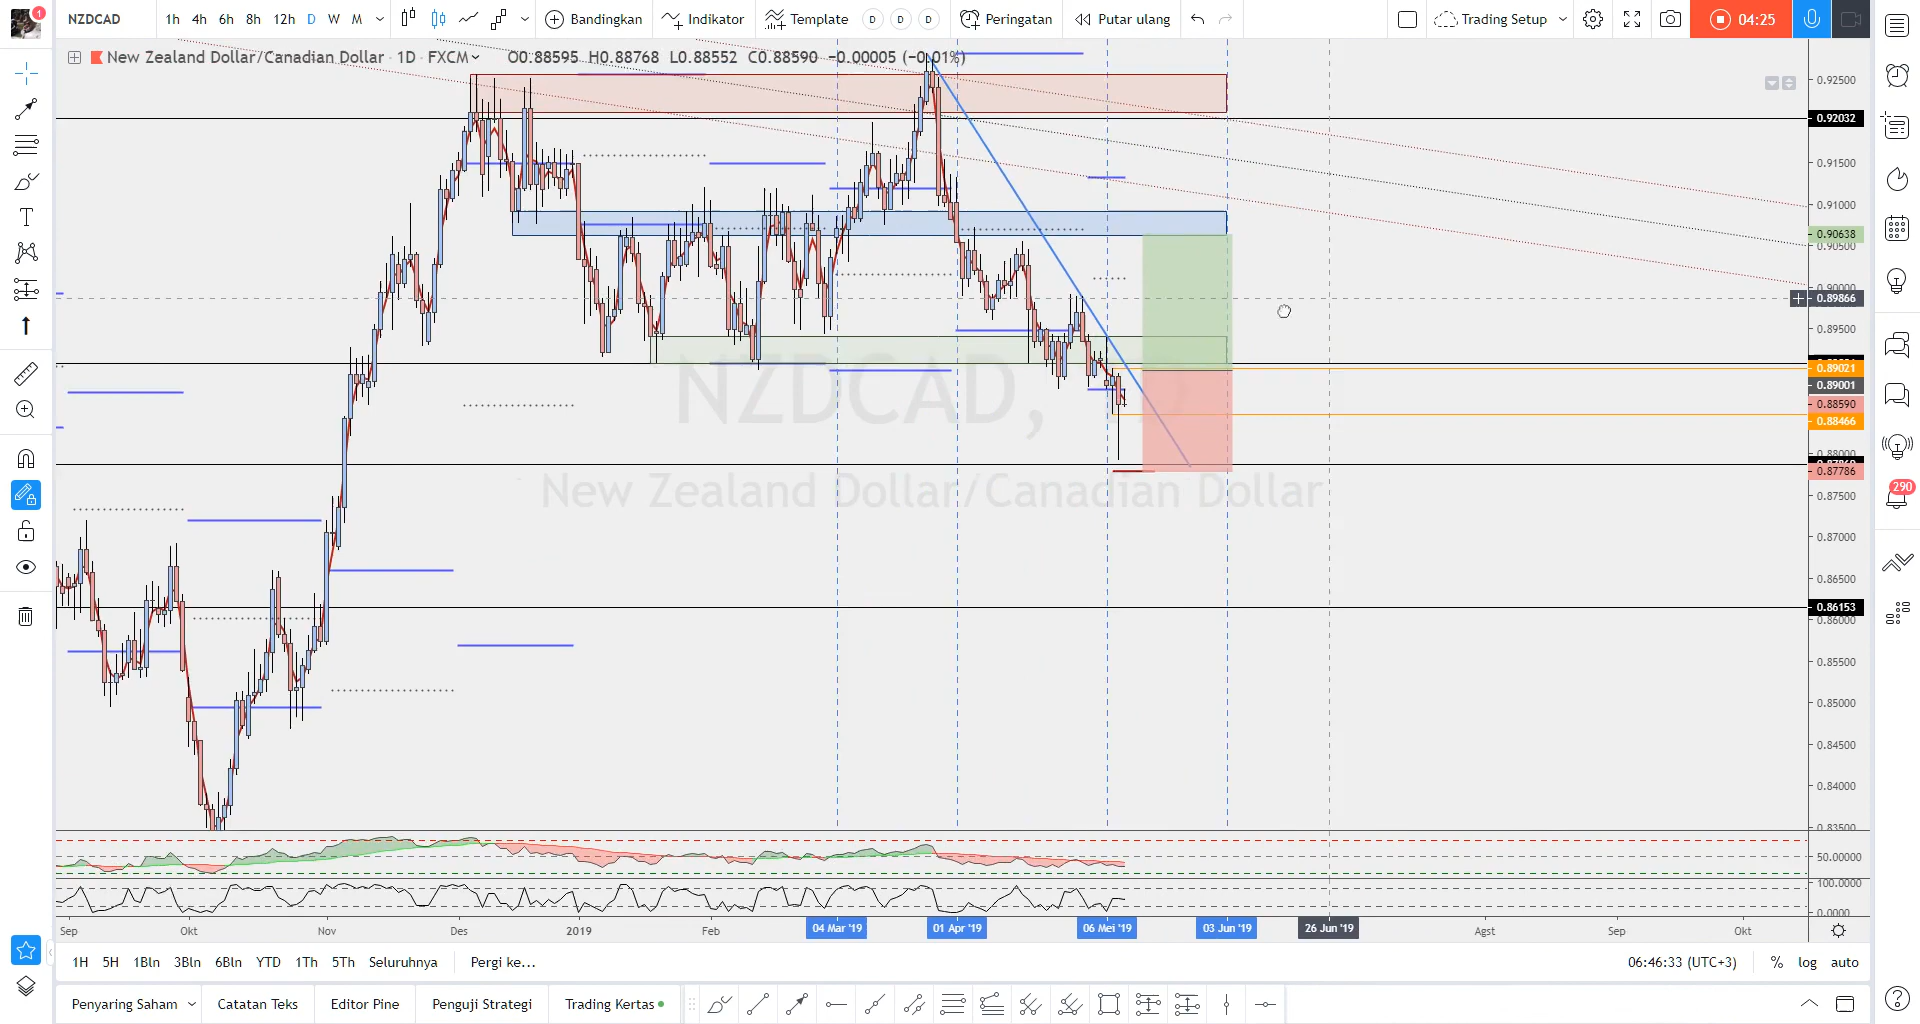 1
NZDCAD
1h 4h 6h 8h 12h D W M
Bandingkan
Indikator
Template
D D D
Peringatan
Putar ulang
Trading Setup
04:25
New Zealand Dollar/Canadian Dollar · 1D · FXCM
O0.88595 H0.88768 L0.88552 C0.88590 −0.00005 (−0.01%)
0.92500
0.92032
0.91500
0.91000
0.90638
0.90500
0.90000
0.89866
0.89500
0.89021
0.89001
0.88590
0.88466
0.88000
0.87786
0.87500
0.87000
0.86500
0.86153
0.86000
0.85500
0.85000
0.84500
0.84000
0.83500
NZDCAD, 1D
New Zealand Dollar/Canadian Dollar
50.00000
100.0000
0.0000
290
Sep Okt Nov Des 2019 Feb 04 Mar '19 01 Apr '19 06 Mei '19 03 Jun '19 26 Jun '19 Agst Sep Okt
1H 5H 1Bln 3Bln 6Bln YTD 1Th 5Th Seluruhnya Pergi ke...
06:46:33 (UTC+3) % log auto
Penyaring Saham Catatan Teks Editor Pine Penguji Strategi Trading Kertas